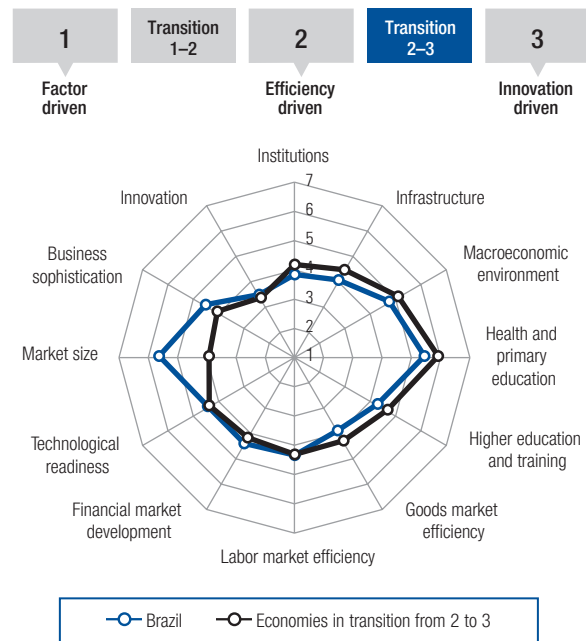 1
Transition
1–2
2
Transition
2–3
3
Factor
driven
Efficiency
driven
Innovation
driven
Institutions
Infrastructure
Macroeconomic
environment
Health and
primary
education
Higher education
and training
Goods market
efficiency
Labor market efficiency
Financial market
development
Technological
readiness
Market size
Business
sophistication
Innovation
7
6
5
4
3
2
1
Brazil
Economies in transition from 2 to 3